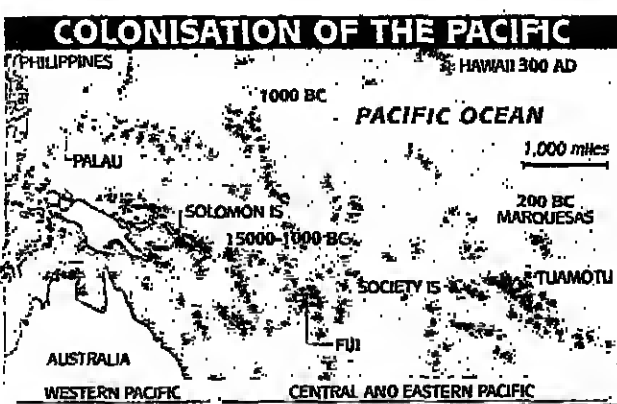 COLONISATION OF THE PACIFIC
PHILIPPINES
HAWAII 300 AD
1000 BC
PACIFIC OCEAN
1,000 miles
PALAU
200 BC
MARQUESAS
SOLOMON IS
15000-1000 BC
SOCIETY IS
TUAMOTU
FIJI
AUSTRALIA
WESTERN PACIFIC
CENTRAL AND EASTERN PACIFIC